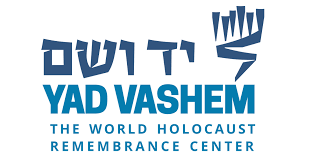 יד ושם
YAD VASHEM
THE WORLD HOLOCAUST
REMEMBRANCE CENTER